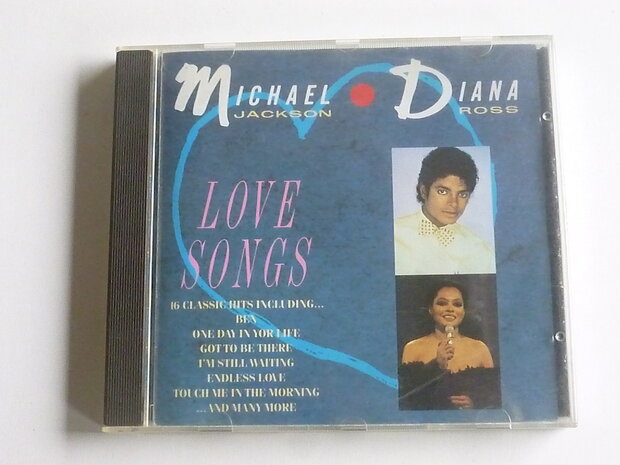 MICHAEL
JACKSON
DIANA
ROSS
LOVE
SONGS
16 CLASSIC HITS INCLUDING...
BEN
ONE DAY IN YOR LIFE
GOT TO BE THERE
I'M STILL WAITING
ENDLESS LOVE
TOUCH ME IN THE MORNING
...AND MANY MORE